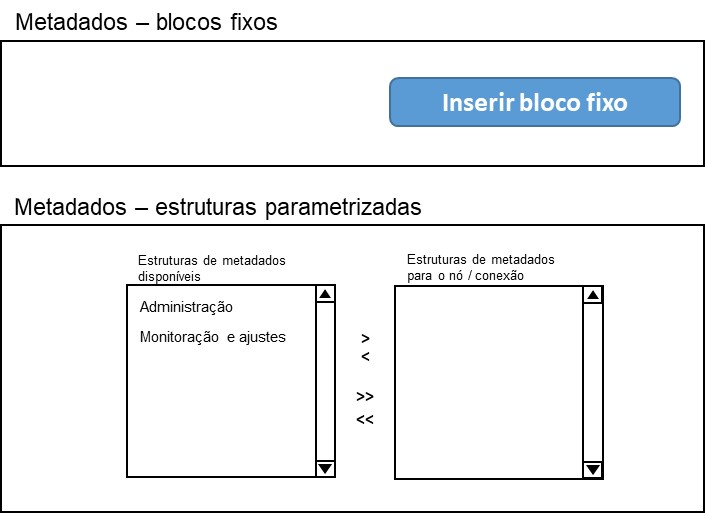 Metadados – blocos fixos
Inserir bloco fixo
Metadados – estruturas parametrizadas
Estruturas de metadados
disponíveis
Administração
Monitoração e ajustes
>
<
>>
<<
Estruturas de metadados
para o nó / conexão